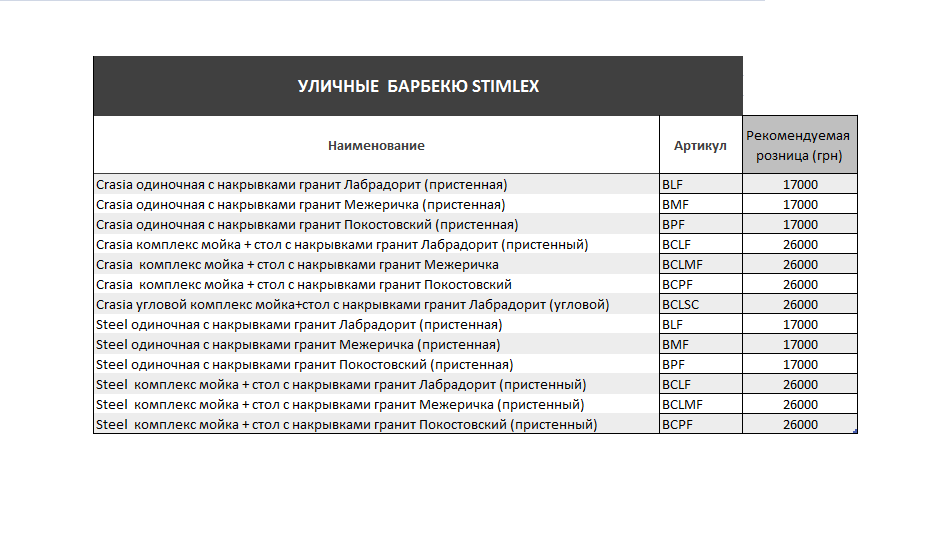 УЛИЧНЫЕ БАРБЕКЮ STIMLEX
Наименование Артикул Рекомендуемая розница (грн)
Crasia одиночная с накрывками гранит Лабрадорит (пристенная) BLF 17000
Crasia одиночная с накрывками гранит Межеричка (пристенная) BMF 17000
Crasia одиночная с накрывками гранит Покостовский (пристенная) BPF 17000
Crasia комплекс мойка + стол с накрывками гранит Лабрадорит (пристенный) BCLF 26000
Crasia комплекс мойка + стол с накрывками гранит Межеричка BCLMF 26000
Crasia комплекс мойка + стол с накрывками гранит Покостовский BCPF 26000
Crasia угловой комплекс мойка+стол с накрывками гранит Лабрадорит (угловой) BCLSC 26000
Steel одиночная с накрывками гранит Лабрадорит (пристенная) BLF 17000
Steel одиночная с накрывками гранит Межеричка (пристенная) BMF 17000
Steel одиночная с накрывками гранит Покостовский (пристенная) BPF 17000
Steel комплекс мойка + стол с накрывками гранит Лабрадорит (пристенный) BCLF 26000
Steel комплекс мойка + стол с накрывками гранит Межеричка (пристенный) BCLMF 26000
Steel комплекс мойка + стол с накрывками гранит Покостовский (пристенный) BCPF 26000